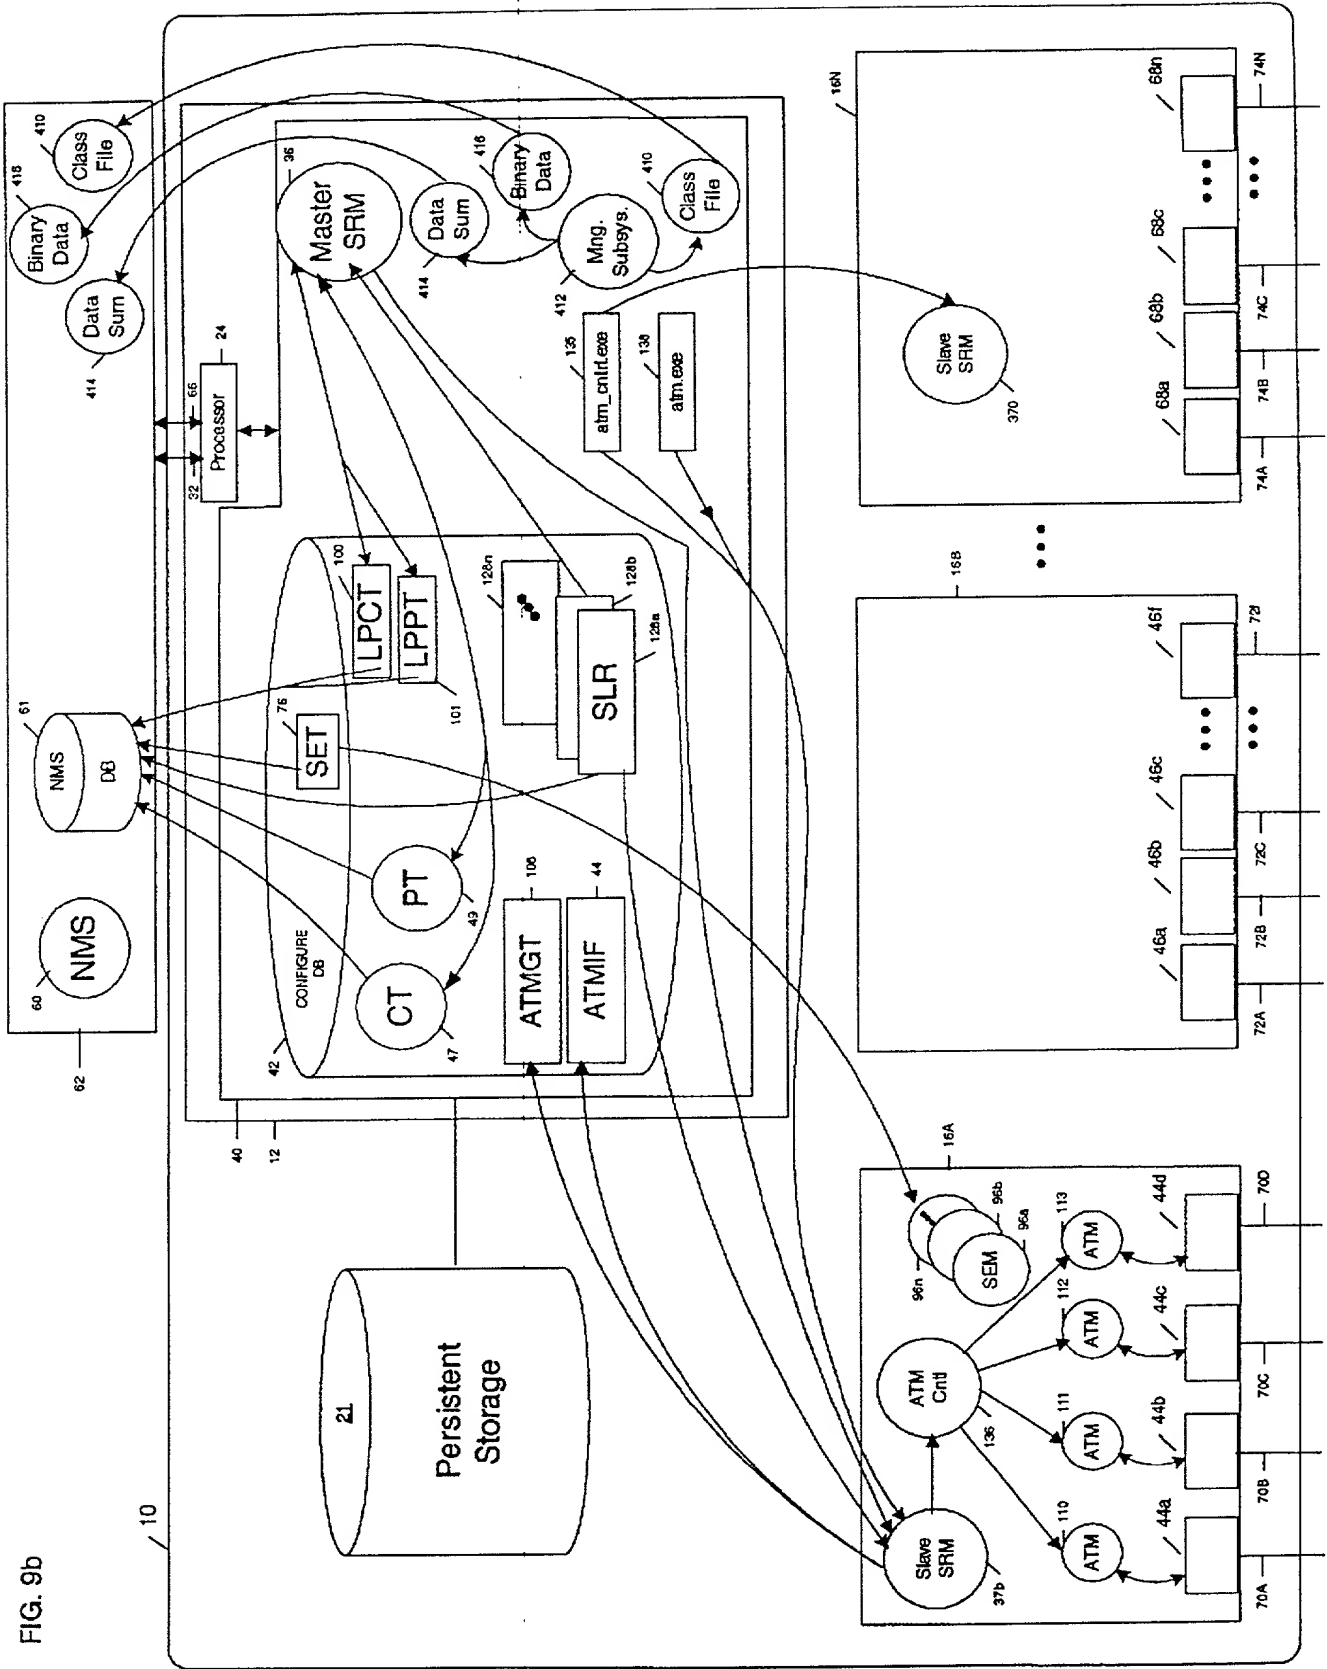 FIG. 9b
10
62
60
NMS
61
NMS
DB
414
Data
Sum
418
Binary
Data
410
Class
File
40
12
32
66
24
Processor
42
CONFIGURE
DB
CT
47
PT
49
76
SET
100
LPCT
LPPT
101
36
Master
SRM
Data
Sum
414
416
Binary
Data
Mng.
Subsys.
412
410
Class
File
ATMGT
108
ATMIF
44
128n
128b
128a
SLR
135
atm_cntrl.exe
138
atm.exe
21
Persistent
Storage
16A
Slave
SRM
37b
ATM
Cntl
136
96n
96b
96a
SEM
110
ATM
111
ATM
112
ATM
113
ATM
44a
44b
44c
44d
70A
70B
70C
70D
16B
46a
46b
46c
46f
72A
72B
72C
72f
16N
Slave
SRM
370
68a
68b
68c
68n
74A
74B
74C
74N